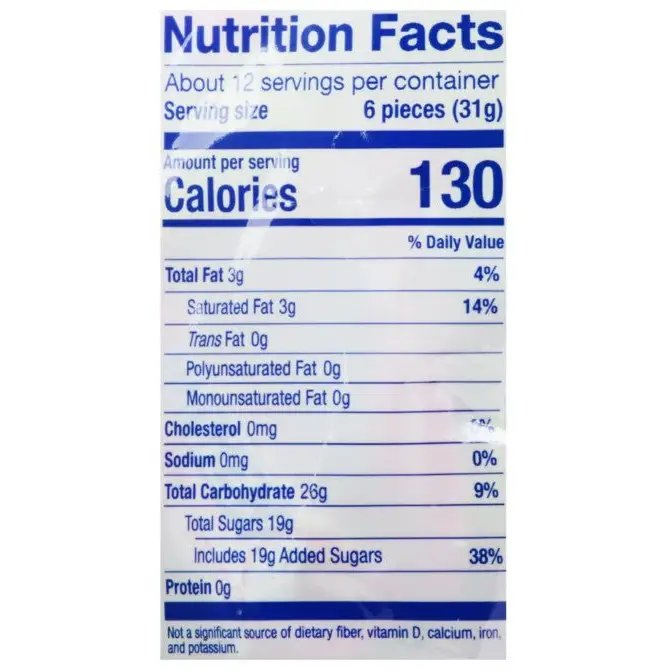 Nutrition Facts
About 12 servings per container
Serving size 6 pieces (31g)
Amount per serving
Calories 130
% Daily Value
Total Fat 3g 4%
Saturated Fat 3g 14%
Trans Fat 0g
Polyunsaturated Fat 0g
Monounsaturated Fat 0g
Cholesterol 0mg
Sodium 0mg 0%
Total Carbohydrate 26g 9%
Total Sugars 19g
Includes 19g Added Sugars 38%
Protein 0g
Not a significant source of dietary fiber, vitamin D, calcium, iron,
and potassium.